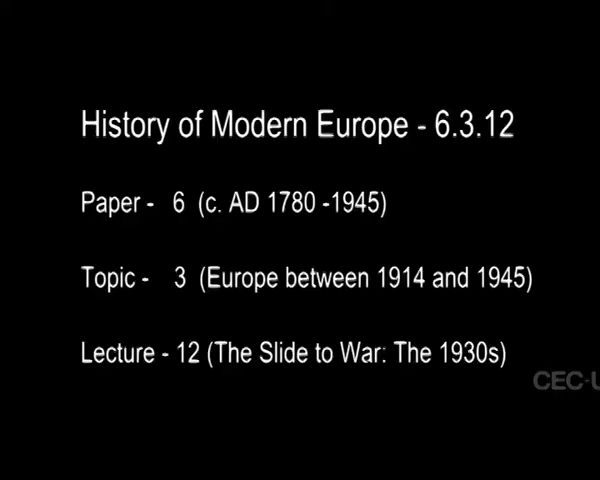 History of Modern Europe - 6.3.12
Paper - 6 (c. AD 1780 -1945)
Topic - 3 (Europe between 1914 and 1945)
Lecture - 12 (The Slide to War: The 1930s)
CEC-U